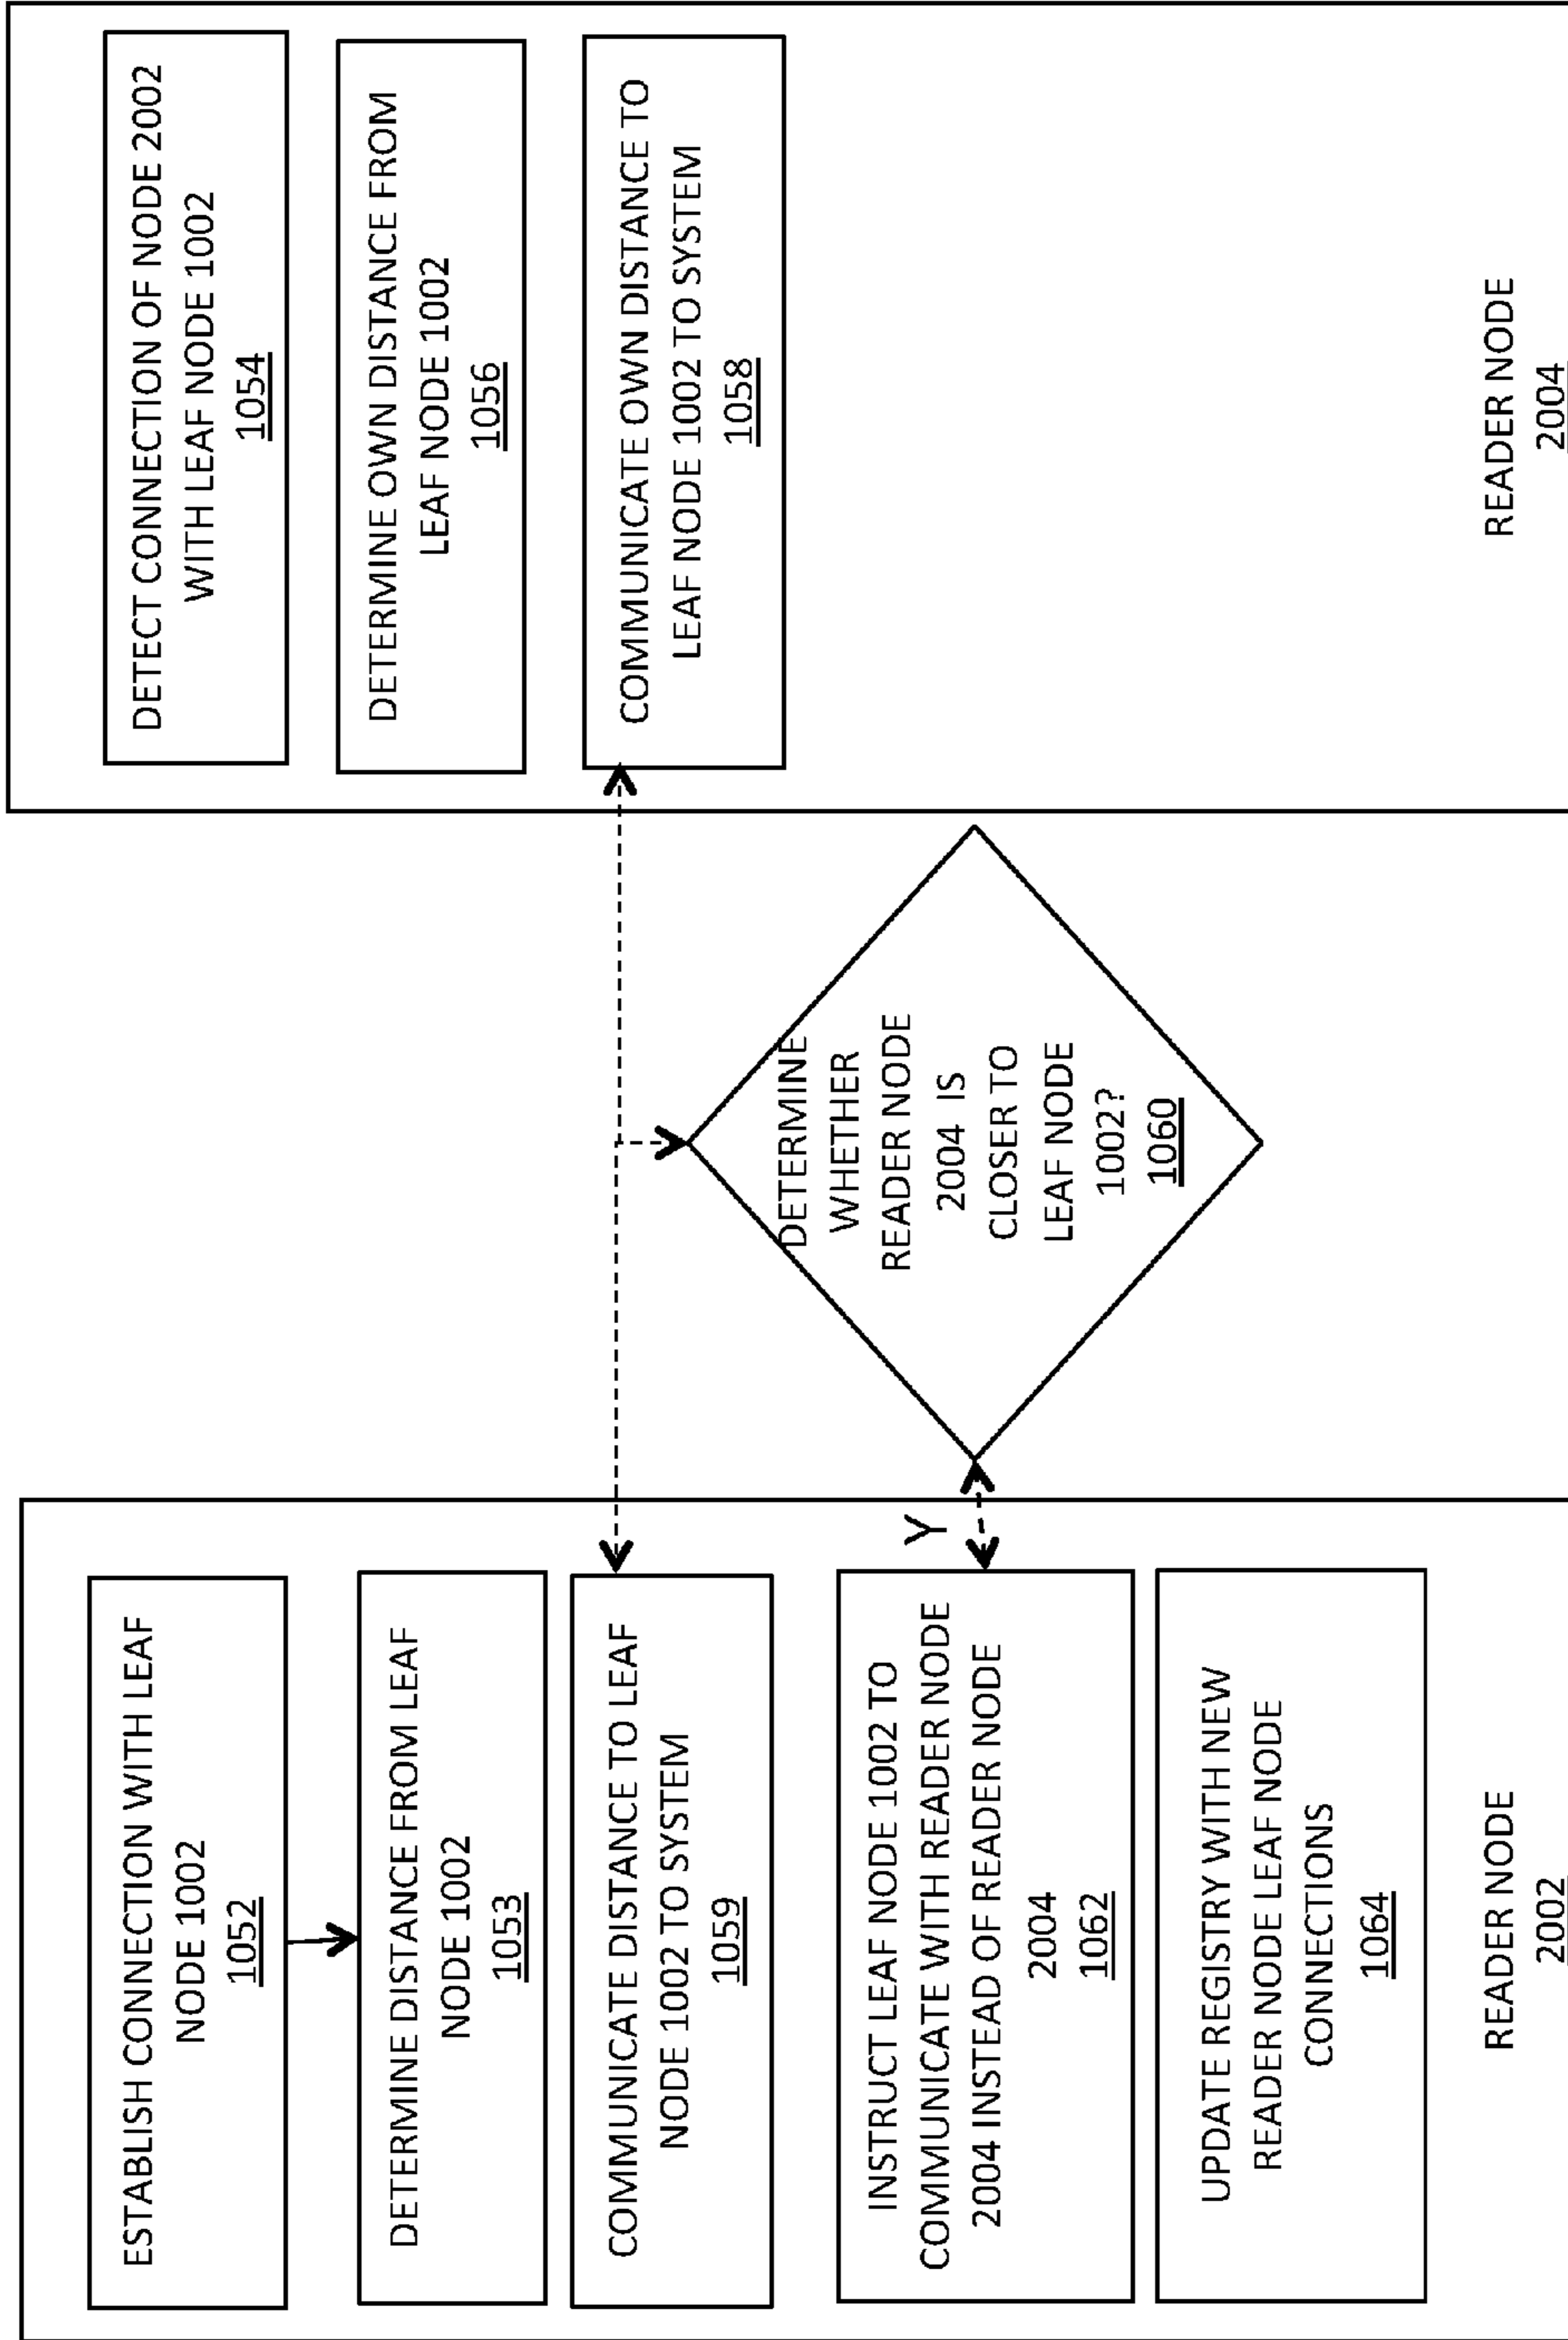 ESTABLISH CONNECTION WITH LEAF
NODE 1002
1052
DETERMINE DISTANCE FROM LEAF
NODE 1002
1053
COMMUNICATE DISTANCE TO LEAF
NODE 1002 TO SYSTEM
1059
INSTRUCT LEAF NODE 1002 TO
COMMUNICATE WITH READER NODE
2004 INSTEAD OF READER NODE
2004
1062
UPDATE REGISTRY WITH NEW
READER NODE LEAF NODE
CONNECTIONS
1064
READER NODE
2002
Y
DETERMINE
WHETHER
READER NODE
2004 IS
CLOSER TO
LEAF NODE
1002?
1060
DETECT CONNECTION OF NODE 2002
WITH LEAF NODE 1002
1054
DETERMINE OWN DISTANCE FROM
LEAF NODE 1002
1056
COMMUNICATE OWN DISTANCE TO
LEAF NODE 1002 TO SYSTEM
1058
READER NODE
2004